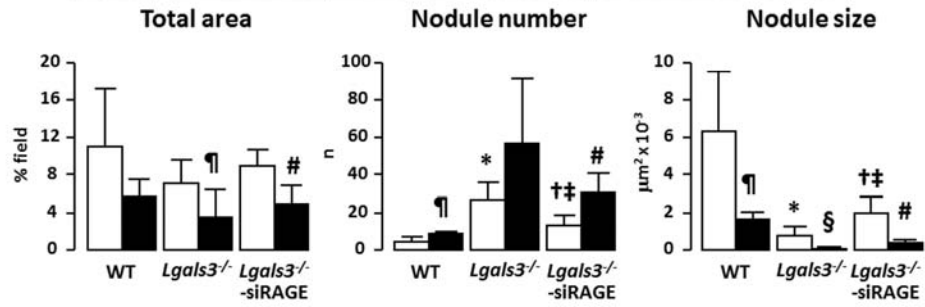 Total area
% field
20
16
12
8
4
0
¶
#
WT
Lgals3-/-
Lgals3-/-
-siRAGE
Nodule number
n
100
80
60
40
20
0
¶
*
†‡
#
WT
Lgals3-/-
Lgals3-/-
-siRAGE
Nodule size
µm² x 10⁻³
10
8
6
4
2
0
¶
*
§
†‡
#
WT
Lgals3-/-
Lgals3-/-
-siRAGE